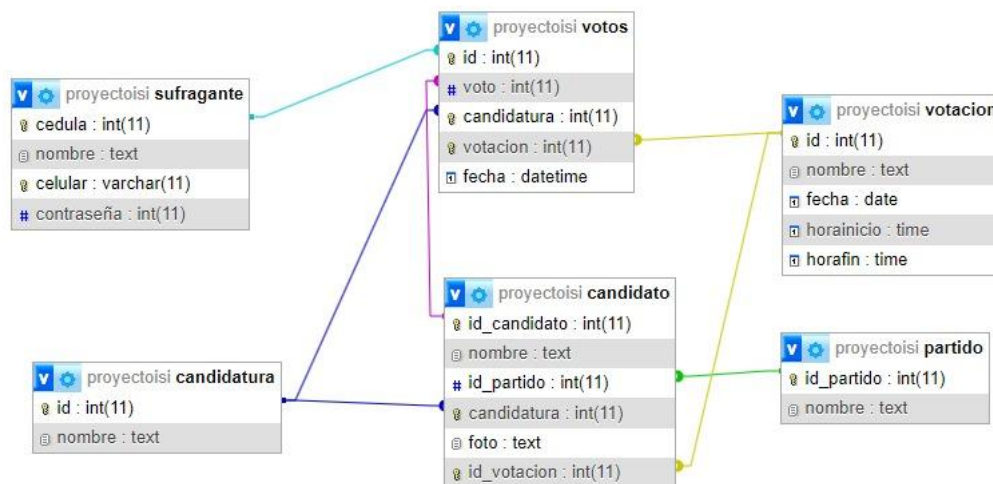 proyectoisi votos
id : int(11)
voto : int(11)
candidatura : int(11)
votacion : int(11)
fecha : datetime
proyectoisi sufragante
cedula : int(11)
nombre : text
celular : varchar(11)
contraseña : int(11)
proyectoisi votacion
id : int(11)
nombre : text
fecha : date
horainicio : time
horafin : time
proyectoisi candidato
id_candidato : int(11)
nombre : text
id_partido : int(11)
candidatura : int(11)
foto : text
id_votacion : int(11)
proyectoisi partido
id_partido : int(11)
nombre : text
proyectoisi candidatura
id : int(11)
nombre : text